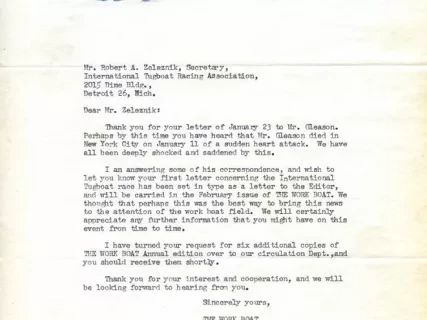 Mr. Robert A. Zeleznik, Secretary,
International Tugboat Racing Association,
2015 Dime Bldg.,
Detroit 26, Mich.
Dear Mr. Zeleznik:
Thank you for your letter of January 23 to Mr. Gleason.
Perhaps by this time you have heard that Mr. Gleason died in
New York City on January 11 of a sudden heart attack. We have
all been deeply shocked and saddened by this.
I am answering some of his correspondence, and wish to
let you know your first letter concerning the International
Tugboat race has been set in type as a letter to the Editor,
and will be carried in the February issue of THE WORK BOAT. We
thought that perhaps this was the best way to bring this news
to the attention of the work boat field. We will certainly
appreciate any further information that you might have on this
event from time to time.
I have turned your request for six additional copies of
THE WORK BOAT Annual edition over to our circulation Dept.,and
you should receive them shortly.
Thank you for your interest and cooperation, and we will
be looking forward to hearing from you.
Sincerely yours,
THE WORK BOAT